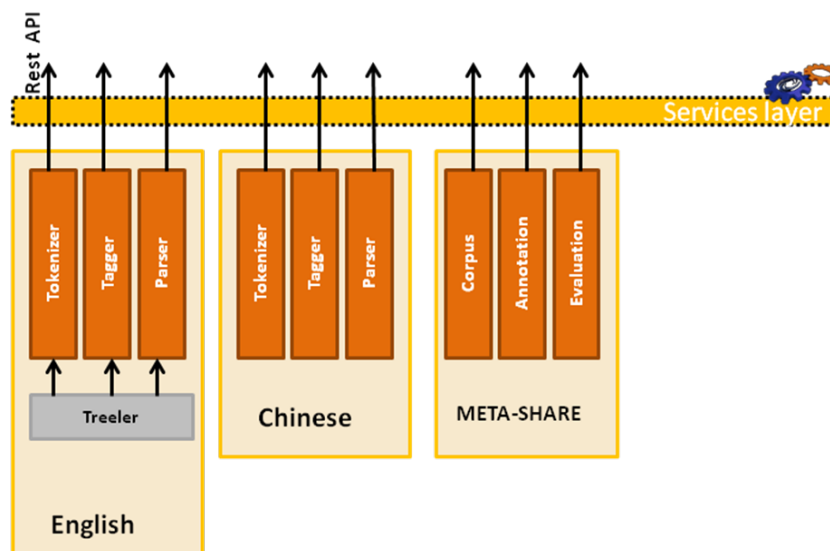 Rest API
Services layer
Tokenizer
Tagger
Parser
Treeler
English
Tokenizer
Tagger
Parser
Chinese
Corpus
Annotation
Evaluation
META-SHARE